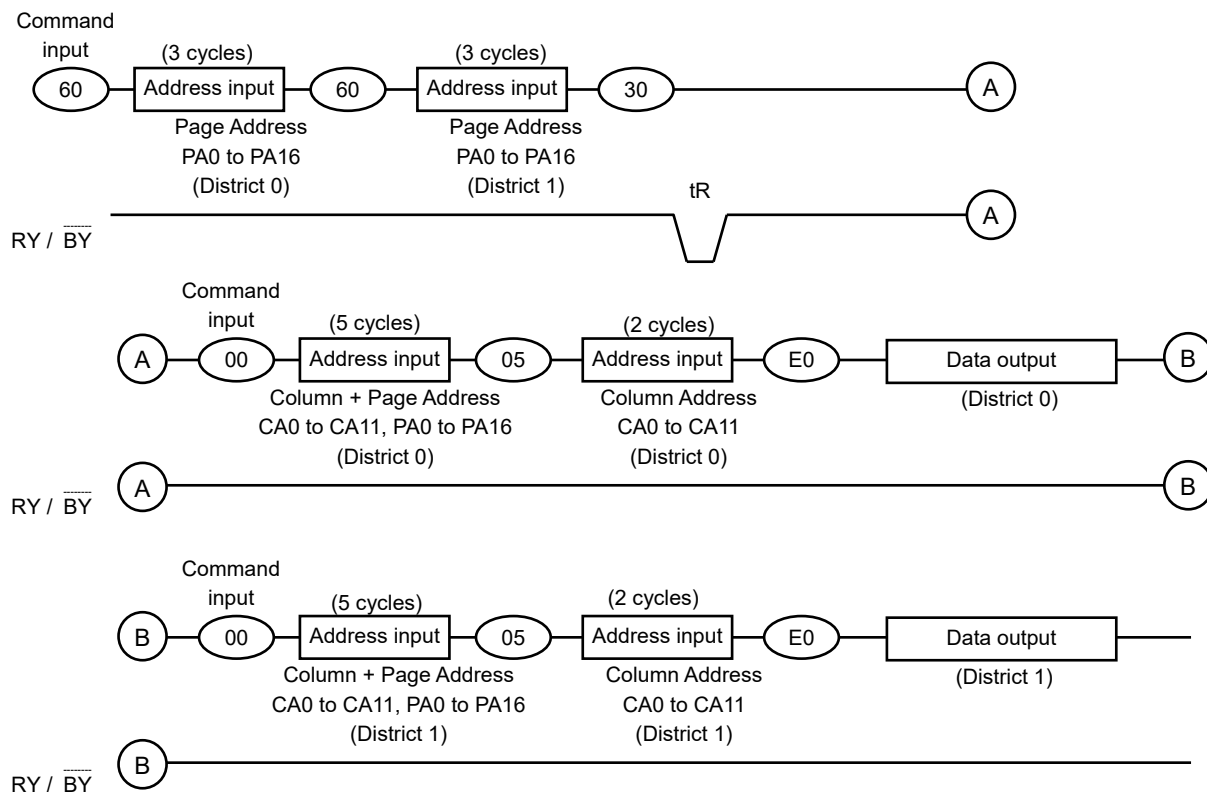 Command
input
(3 cycles)
(3 cycles)
60
Address input
60
Address input
30
A
Page Address
PA0 to PA16
(District 0)
Page Address
PA0 to PA16
(District 1)
tR
A
RY / BY
Command
input
(5 cycles)
(2 cycles)
A
00
Address input
05
Address input
E0
Data output
B
Column + Page Address
CA0 to CA11, PA0 to PA16
(District 0)
Column Address
CA0 to CA11
(District 0)
(District 0)
A
B
RY / BY
Command
input
(5 cycles)
(2 cycles)
B
00
Address input
05
Address input
E0
Data output
Column + Page Address
CA0 to CA11, PA0 to PA16
(District 1)
Column Address
CA0 to CA11
(District 1)
(District 1)
B
RY / BY